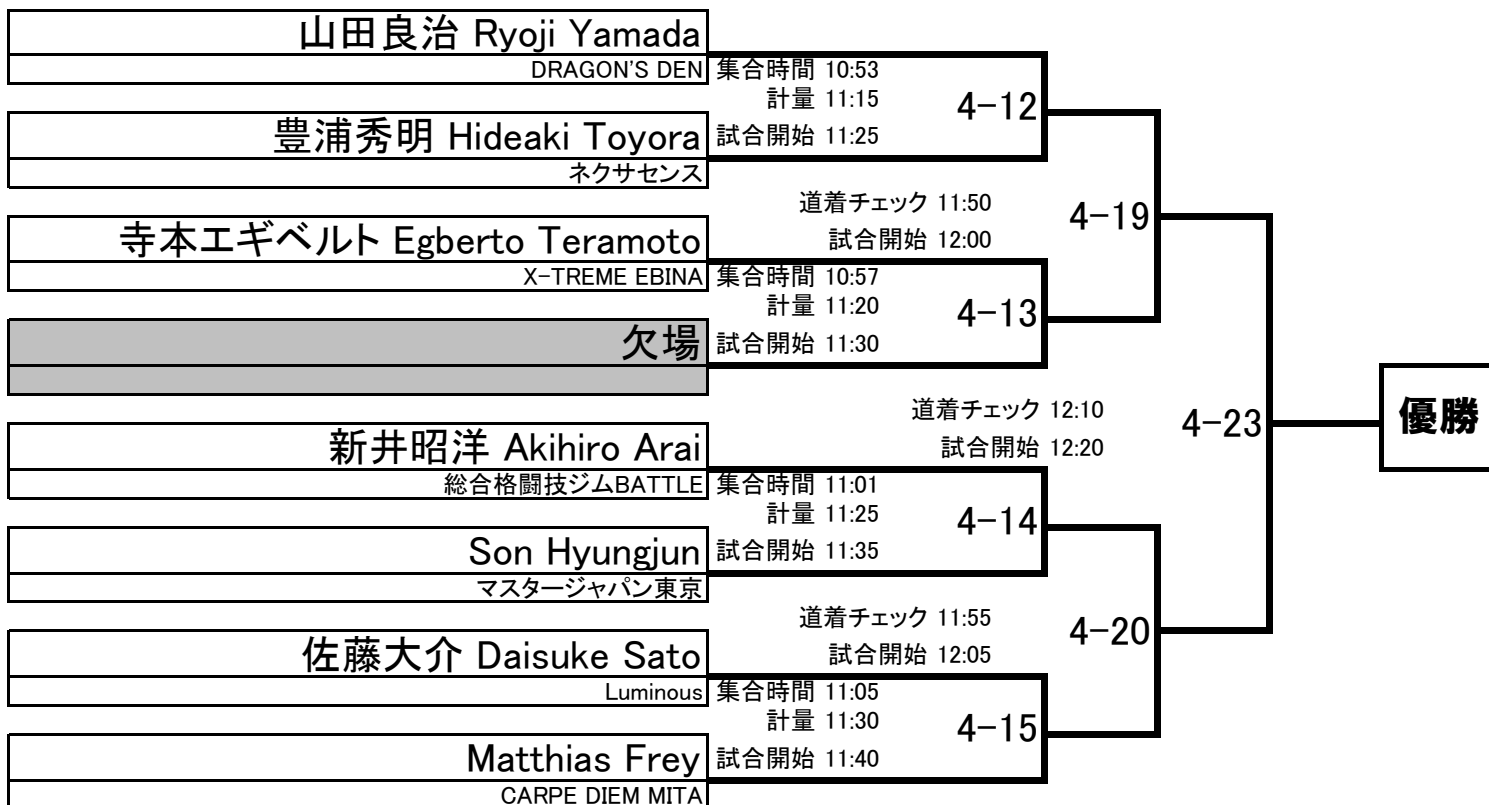 山田良治 Ryoji Yamada
DRAGON'S DEN
集合時間 10:53
計量 11:15
4-12
豊浦秀明 Hideaki Toyora
試合開始 11:25
ネクサセンス
道着チェック 11:50
4-19
試合開始 12:00
寺本エギベルト Egberto Teramoto
X-TREME EBINA
集合時間 10:57
計量 11:20
4-13
欠場
試合開始 11:30
道着チェック 12:10
4-23
優勝
試合開始 12:20
新井昭洋 Akihiro Arai
総合格闘技ジムBATTLE
集合時間 11:01
計量 11:25
4-14
Son Hyungjun
試合開始 11:35
マスタージャパン東京
道着チェック 11:55
4-20
試合開始 12:05
佐藤大介 Daisuke Sato
Luminous
集合時間 11:05
計量 11:30
4-15
Matthias Frey
試合開始 11:40
CARPE DIEM MITA